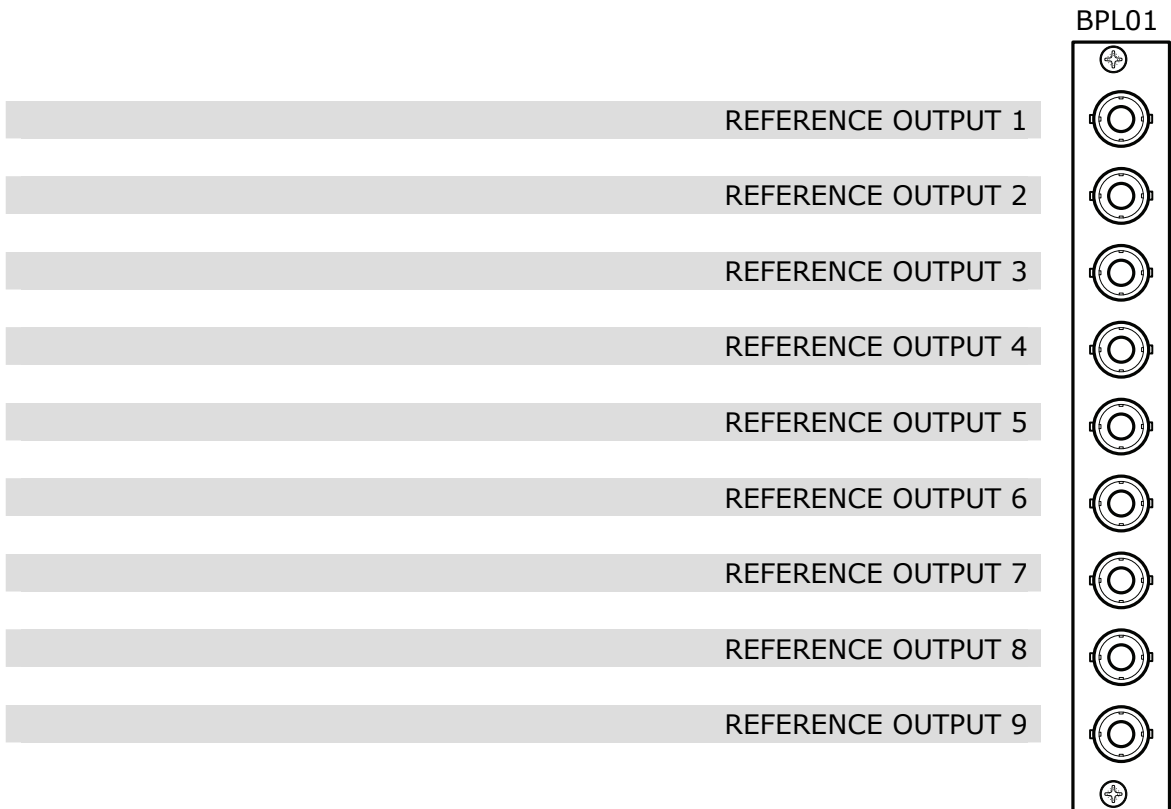 BPL01
REFERENCE OUTPUT 1
REFERENCE OUTPUT 2
REFERENCE OUTPUT 3
REFERENCE OUTPUT 4
REFERENCE OUTPUT 5
REFERENCE OUTPUT 6
REFERENCE OUTPUT 7
REFERENCE OUTPUT 8
REFERENCE OUTPUT 9